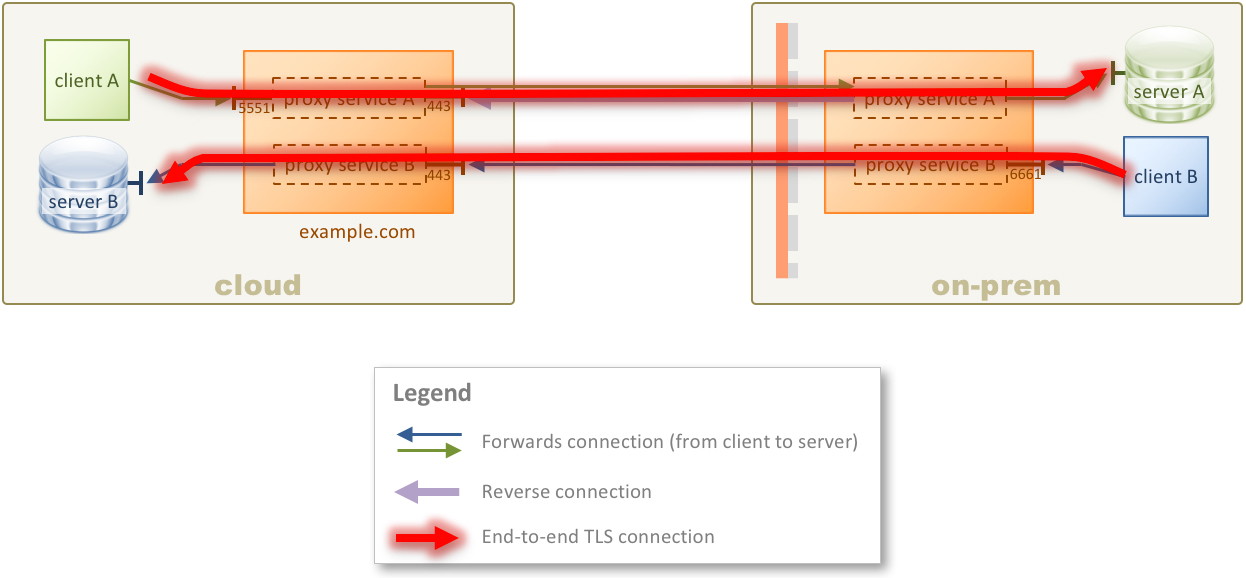 client A
5551
proxy service A
443
proxy service A
server A
server B
proxy service B
443
proxy service B
6661
client B
example.com
cloud
on-prem
Legend
Forwards connection (from client to server)
Reverse connection
End-to-end TLS connection